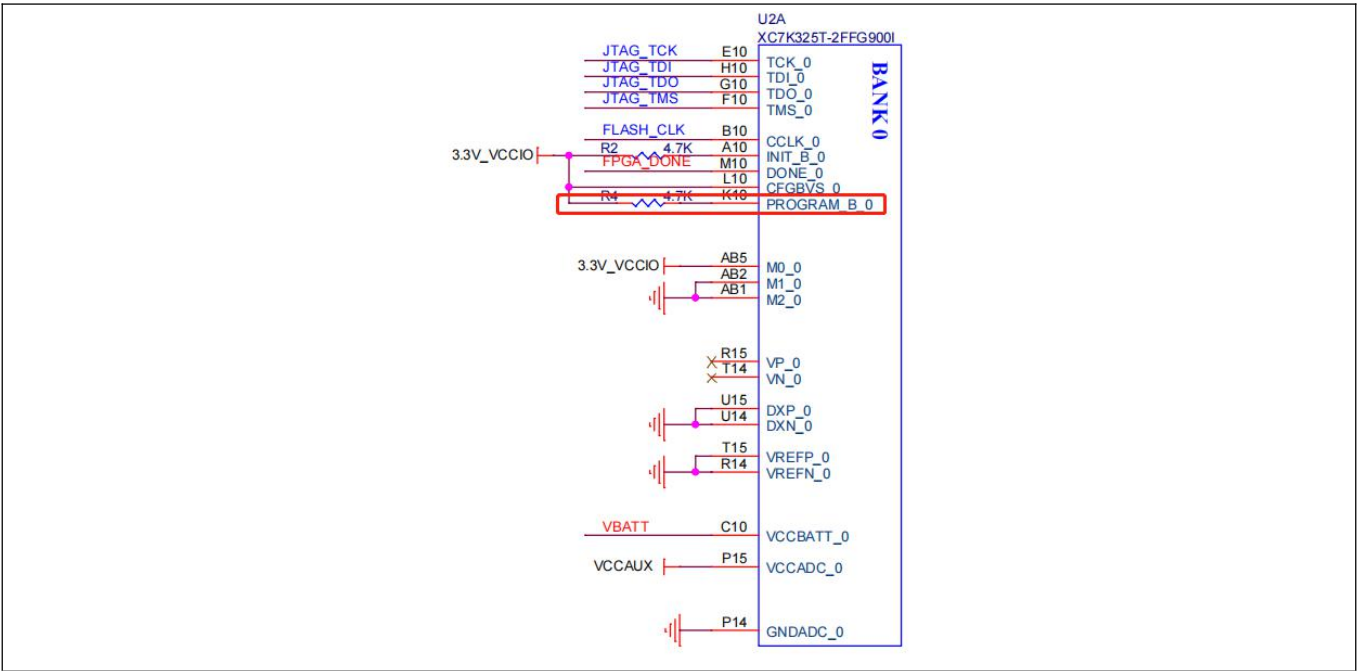 U2A
XC7K325T-2FFG900I
BANK 0
JTAG_TCK E10 TCK_0
JTAG_TDI H10 TDI_0
JTAG_TDO G10 TDO_0
JTAG_TMS F10 TMS_0
FLASH_CLK B10 CCLK_0
3.3V_VCCIO R2 4.7K A10 INIT_B_0
FPGA_DONE M10 DONE_0
L10 CFGBVS_0
R4 4.7K K10 PROGRAM_B_0
3.3V_VCCIO AB5 M0_0
AB2 M1_0
AB1 M2_0
R15 VP_0
T14 VN_0
U15 DXP_0
U14 DXN_0
T15 VREFP_0
R14 VREFN_0
VBATT C10 VCCBATT_0
VCCAUX P15 VCCADC_0
P14 GNDADC_0